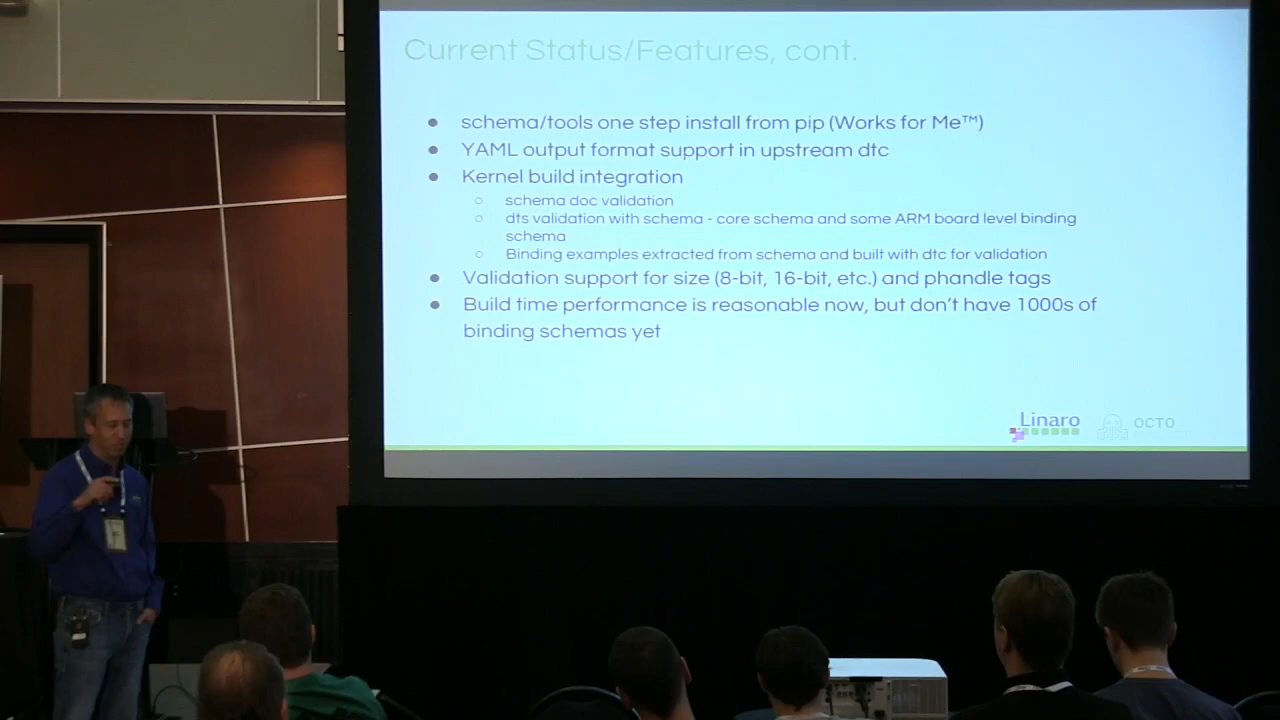 Current Status/Features, cont.
● schema/tools one step install from pip (Works for Me™)
● YAML output format support in upstream dtc
● Kernel build integration
○ schema doc validation
○ dts validation with schema - core schema and some ARM board level binding
schema
○ Binding examples extracted from schema and built with dtc for validation
● Validation support for size (8-bit, 16-bit, etc.) and phandle tags
● Build time performance is reasonable now, but don't have 1000s of
binding schemas yet
Linaro
OCTO